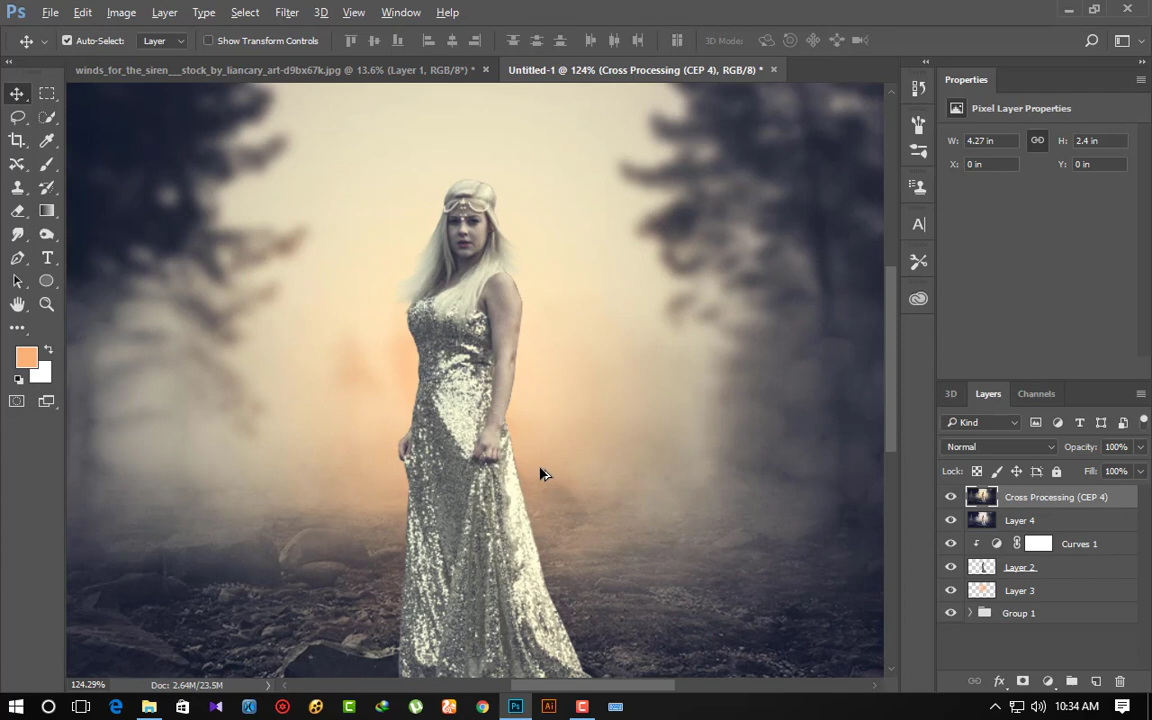 Ps File Edit Image Layer Type Select Filter 3D View Window Help
Auto-Select: Layer Show Transform Controls 3D Mode:
winds_for_the_siren___stock_by_liancary_art-d9bx67k.jpg @ 13.6% (Layer 1, RGB/8*) * × Untitled-1 @ 124% (Cross Processing (CEP 4), RGB/8) * ×
Properties
Pixel Layer Properties
W: 4.27 in H: 2.4 in
X: 0 in Y: 0 in
3D Layers Channels
Kind
Normal Opacity: 100%
Lock: Fill: 100%
Cross Processing (CEP 4)
Layer 4
Curves 1
Layer 2
Layer 3
Group 1
124.29% Doc: 2.64M/23.5M
Ps Ai 10:34 AM